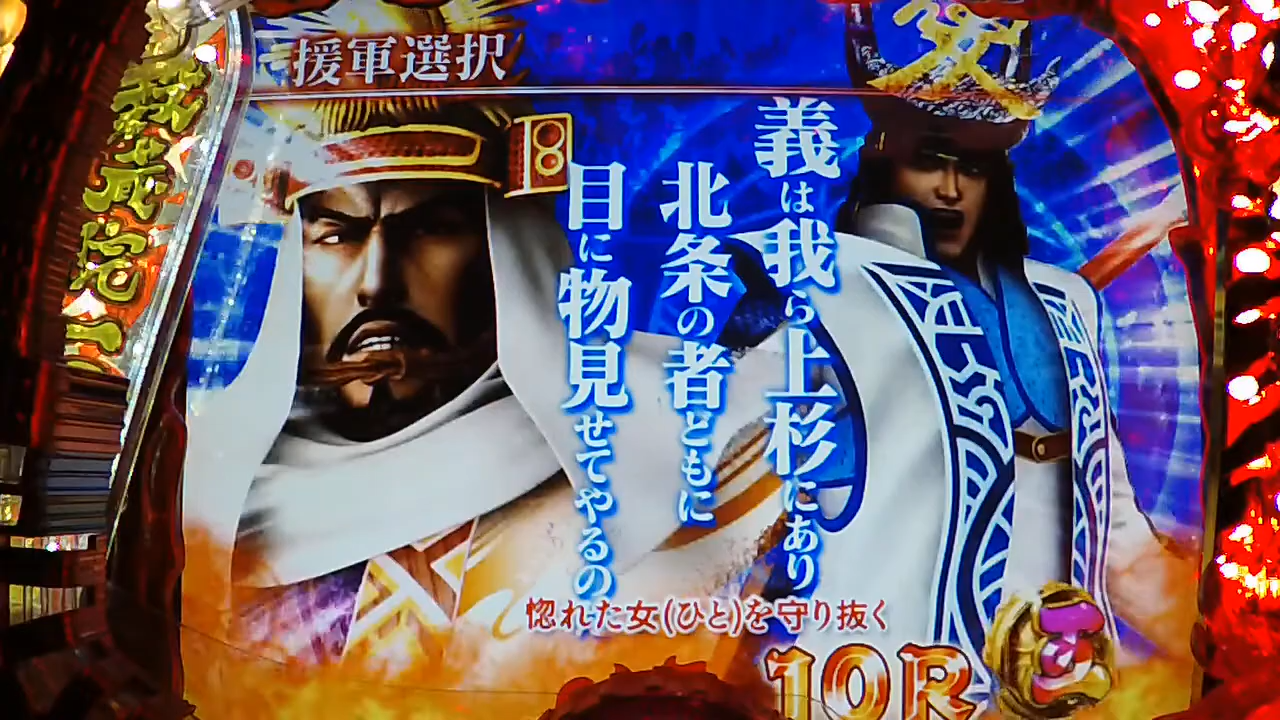 援軍選択
愛
義は我ら上杉にあり
北条の者どもに
目に物見せてやるの
惚れた女(ひと)を守り抜く
10R